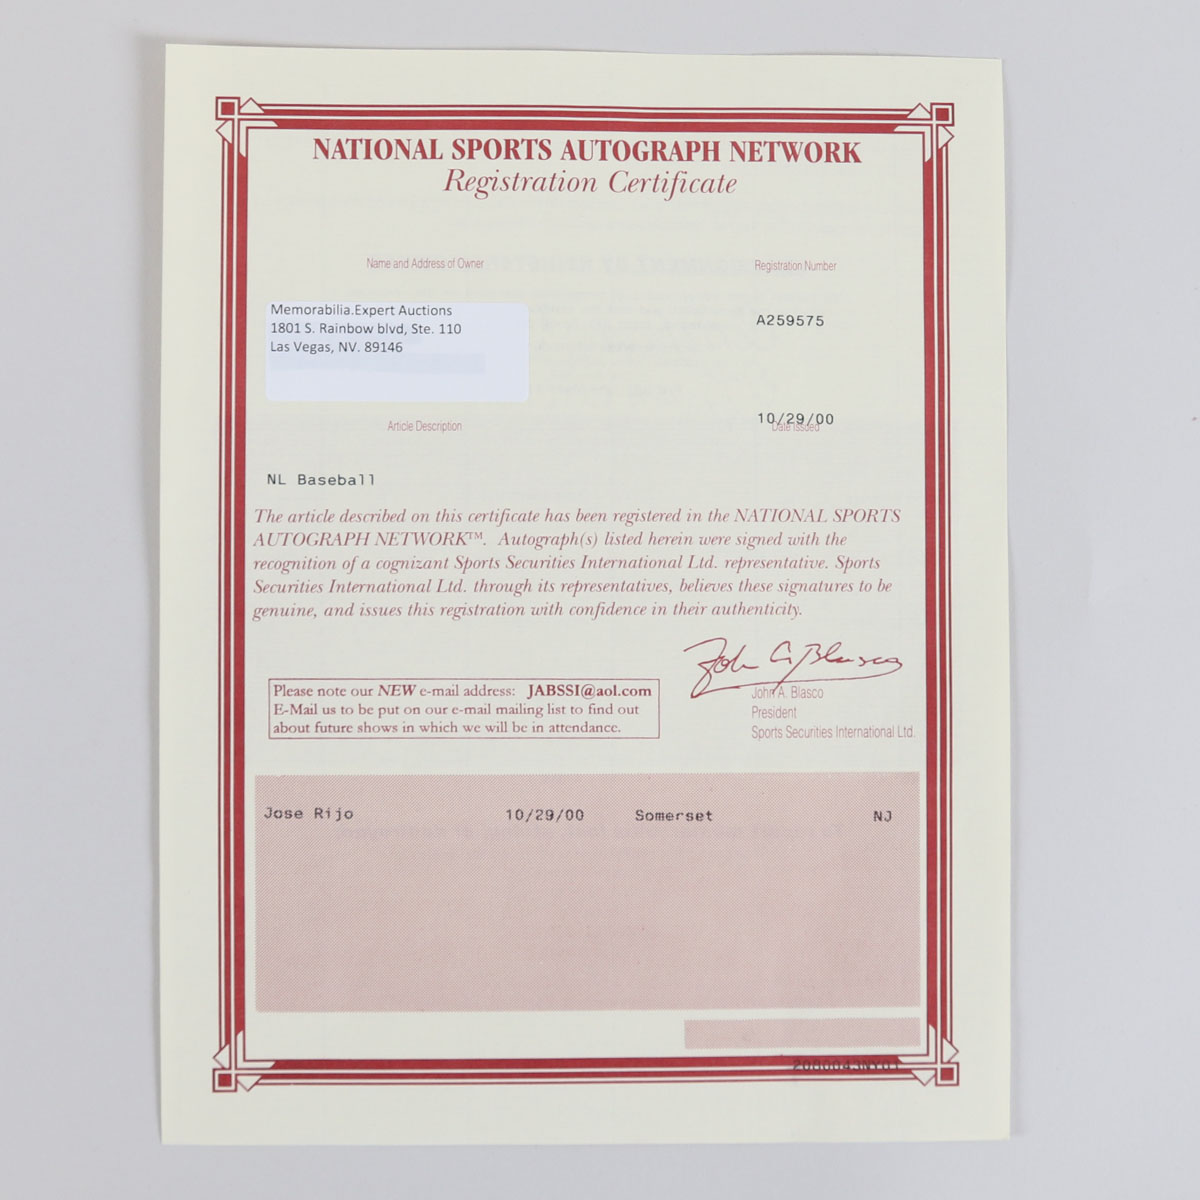 NATIONAL SPORTS AUTOGRAPH NETWORK
Registration Certificate
Name and Address of Owner
Registration Number
Memorabilia.Expert Auctions
1801 S. Rainbow blvd, Ste. 110
Las Vegas, NV. 89146
A259575
10/29/00
Date Issued
Article Description
NL Baseball
The article described on this certificate has been registered in the NATIONAL SPORTS
AUTOGRAPH NETWORK™. Autograph(s) listed herein were signed with the
recognition of a cognizant Sports Securities International Ltd. representative. Sports
Securities International Ltd. through its representatives, believes these signatures to be
genuine, and issues this registration with confidence in their authenticity.
John A. Blasco
John A. Blasco
President
Sports Securities International Ltd.
Please note our NEW e-mail address: JABSSI@aol.com
E-Mail us to be put on our e-mail mailing list to find out
about future shows in which we will be in attendance.
Jose Rijo 10/29/00 Somerset NJ
2080043NY01